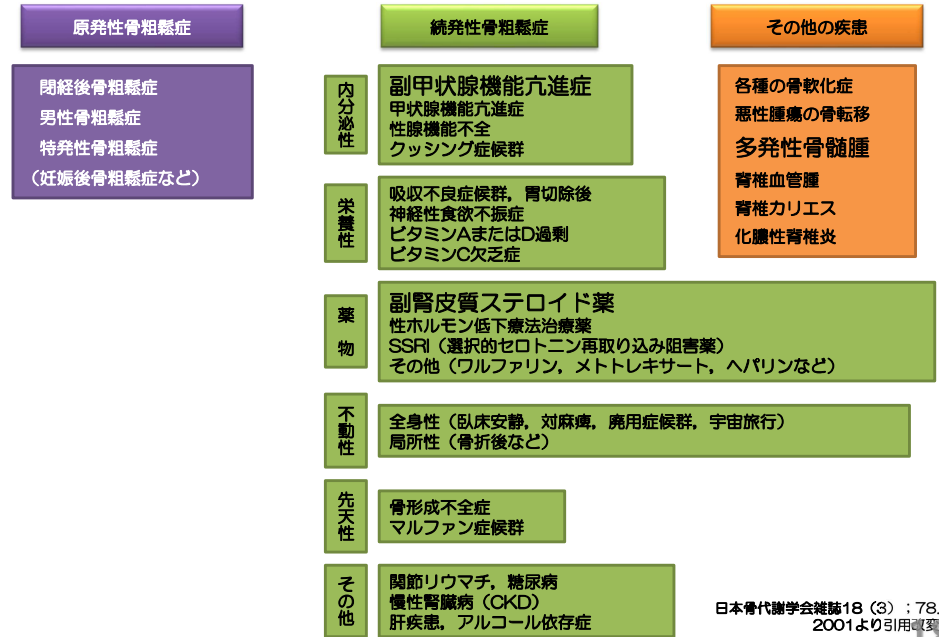 原発性骨粗鬆症
閉経後骨粗鬆症
男性骨粗鬆症
特発性骨粗鬆症
（妊娠後骨粗鬆症など）
続発性骨粗鬆症
内分泌性
副甲状腺機能亢進症
甲状腺機能亢進症
性腺機能不全
クッシング症候群
栄養性
吸収不良症候群，胃切除後
神経性食欲不振症
ビタミンAまたはD過剰
ビタミンC欠乏症
薬物
副腎皮質ステロイド薬
性ホルモン低下療法治療薬
SSRI（選択的セロトニン再取り込み阻害薬）
その他（ワルファリン，メトトレキサート，ヘパリンなど）
不動性
全身性（臥床安静，対麻痺，廃用症候群，宇宙旅行）
局所性（骨折後など）
先天性
骨形成不全症
マルファン症候群
その他
関節リウマチ，糖尿病
慢性腎臓病（CKD）
肝疾患，アルコール依存症
その他の疾患
各種の骨軟化症
悪性腫瘍の骨転移
多発性骨髄腫
脊椎血管腫
脊椎カリエス
化膿性脊椎炎
日本骨代謝学会雑誌18（3）；78.
2001より引用改変